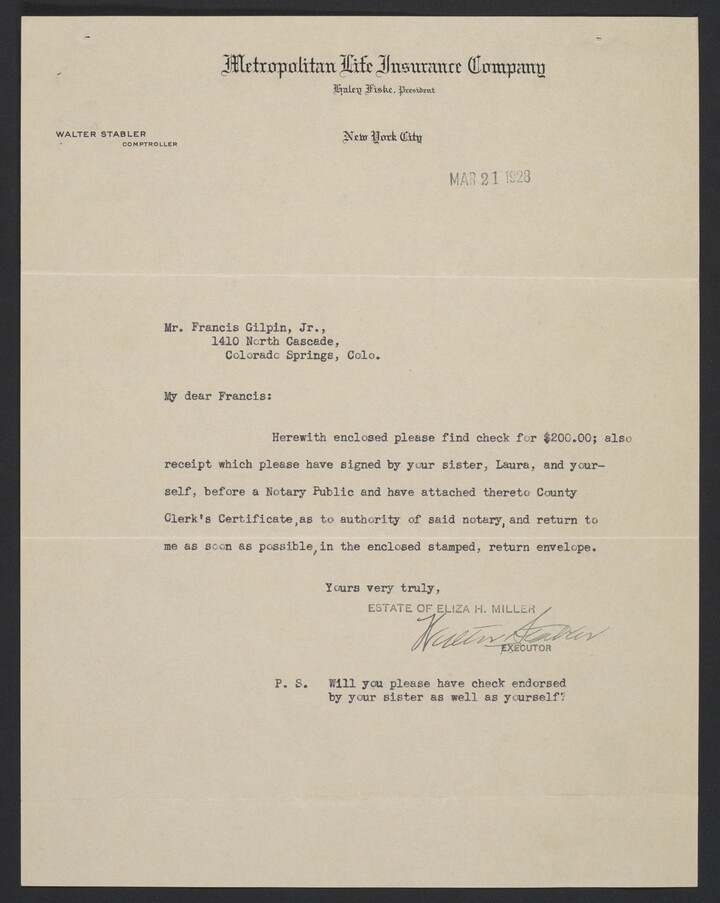 Metropolitan Life Insurance Company
Haley Fiske, President
WALTER STABLER
COMPTROLLER
New York City
MAR 21 1928
Mr. Francis Gilpin, Jr.,
1410 North Cascade,
Colorado Springs, Colo.
My dear Francis:
Herewith enclosed please find check for $200.00; also
receipt which please have signed by your sister, Laura, and your-
self, before a Notary Public and have attached thereto County
Clerk's Certificate, as to authority of said notary, and return to
me as soon as possible, in the enclosed stamped, return envelope.
Yours very truly,
ESTATE OF ELIZA H. MILLER
Walter Stabler
EXECUTOR
P. S. Will you please have check endorsed
by your sister as well as yourself?